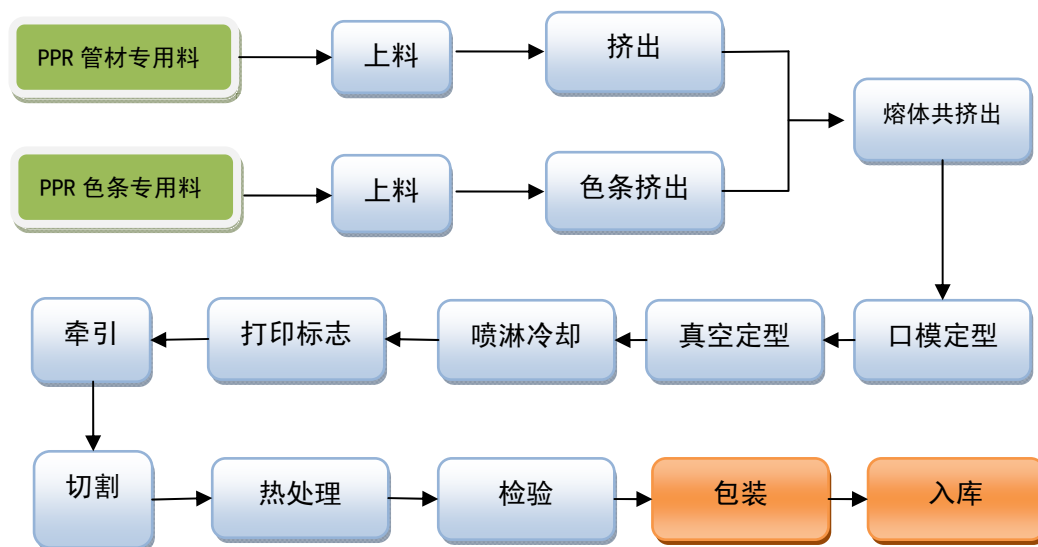 PPR 管材专用料
上料
挤出
熔体共挤出
PPR 色条专用料
上料
色条挤出
牵引
打印标志
喷淋冷却
真空定型
口模定型
切割
热处理
检验
包装
入库